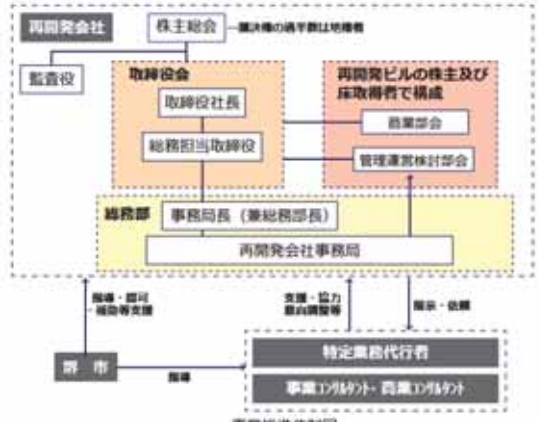 再開発会社
株主総会
議決権の過半数は地権者
監査役
取締役会
取締役社長
総務担当取締役
再開発ビルの株主及び
床取得者で構成
商業部会
管理運営検討部会
総務部
事務局長（兼総務部長）
再開発会社事務局
指導・認可
・補助等支援
支援・協力
意向調整等
指示・依頼
堺 市
指導
特定業務代行者
事業コンサルタント・商業コンサルタント